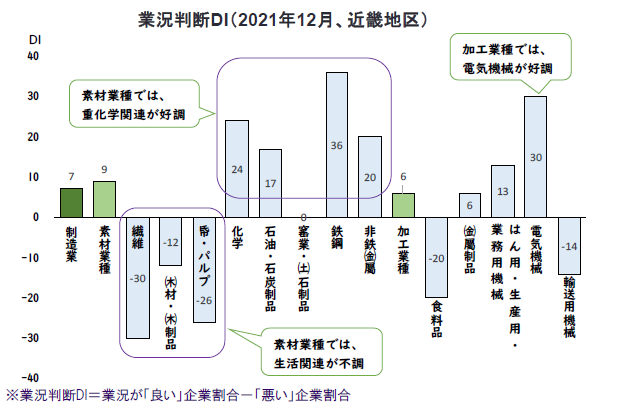 業況判断DI（2021年12月、近畿地区）
DI
40
30
20
10
0
-10
-20
-30
-40
素材業種では、
重化学関連が好調
加工業種では、
電気機械が好調
素材業種では、
生活関連が不調
7
9
-30
-12
-26
24
17
0
36
20
6
-20
6
13
30
-14
製造業
素材業種
繊維
㈭材・㈭製品
・パルプ
化学
石油・石炭製品
窯業・㈯石製品
鉄鋼
非鉄㈮属
加工業種
食料品
㈮属製品
はん用・生産用・
業務用機械
電気機械
輸送用機械
※業況判断DI＝業況が「良い」企業割合－「悪い」企業割合